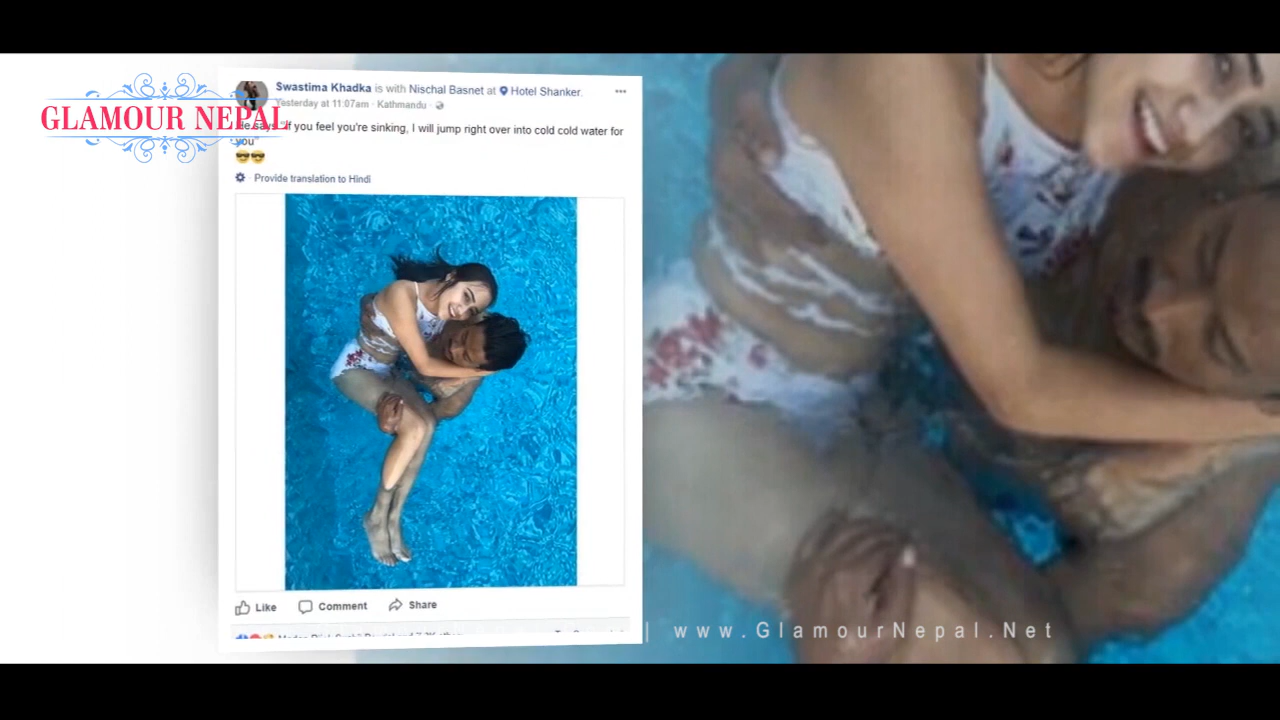 GLAMOUR NEPAL
Swastima Khadka is with Nischal Basnet at Hotel Shanker.
Yesterday at 11:07am · Kathmandu ·
says "If you feel you're sinking, I will jump right over into cold cold water for
you"
Provide translation to Hindi
Like Comment Share
| www.GlamourNepal.Net